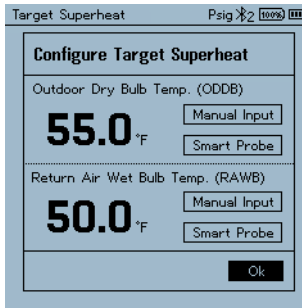 Target Superheat Psig 2 100%
Configure Target Superheat
Outdoor Dry Bulb Temp. (ODDB)
55.0 °F
Manual Input
Smart Probe
Return Air Wet Bulb Temp. (RAWB)
50.0 °F
Manual Input
Smart Probe
Ok